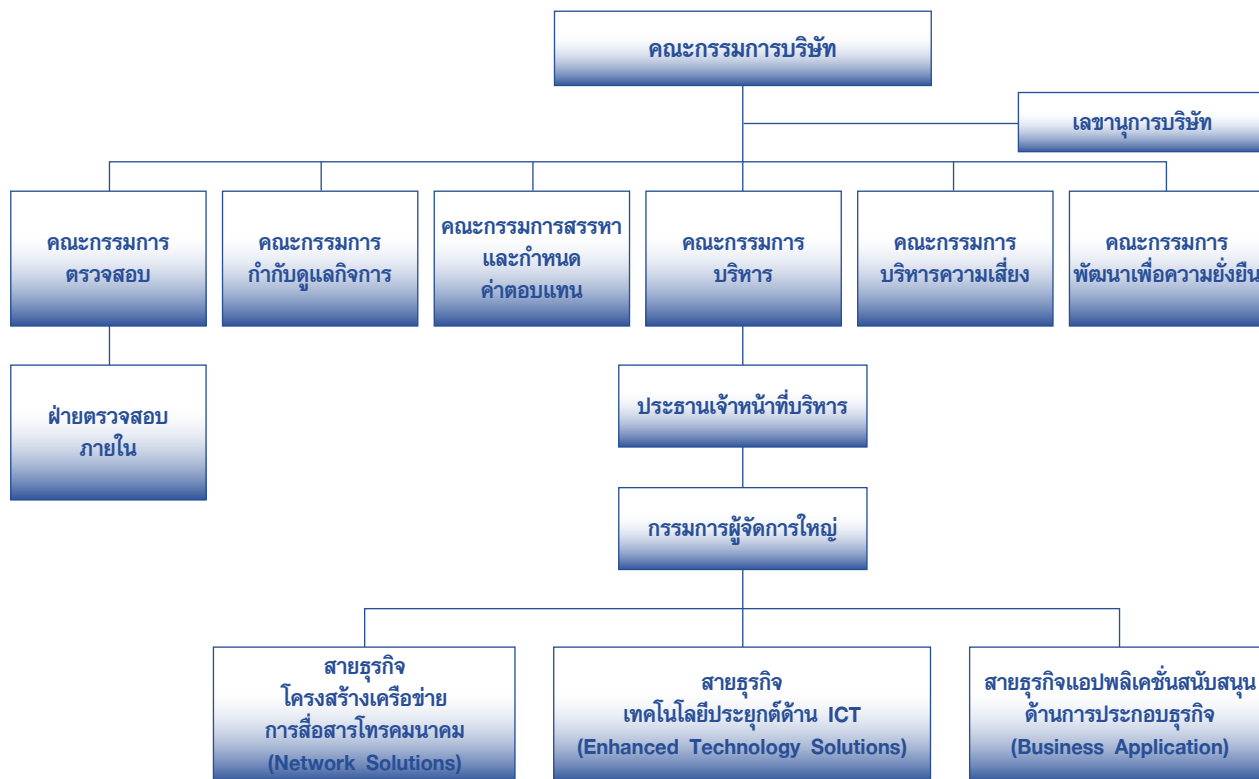 คณะกรรมการบริษัท
เลขานุการบริษัท
คณะกรรมการ
ตรวจสอบ
คณะกรรมการ
กำกับดูแลกิจการ
คณะกรรมการสรรหา
และกำหนด
ค่าตอบแทน
คณะกรรมการ
บริหาร
คณะกรรมการ
บริหารความเสี่ยง
คณะกรรมการ
พัฒนาเพื่อความยั่งยืน
ฝ่ายตรวจสอบ
ภายใน
ประธานเจ้าหน้าที่บริหาร
กรรมการผู้จัดการใหญ่
สายธุรกิจ
โครงสร้างเครือข่าย
การสื่อสารโทรคมนาคม
(Network Solutions)
สายธุรกิจ
เทคโนโลยีประยุกต์ด้าน ICT
(Enhanced Technology Solutions)
สายธุรกิจแอปพลิเคชั่นสนับสนุน
ด้านการประกอบธุรกิจ
(Business Application)